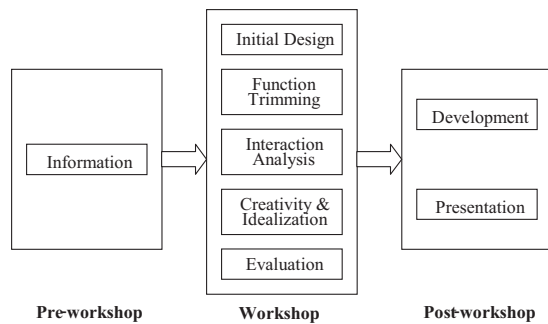 Information
Pre-workshop
Initial Design
Function
Trimming
Interaction
Analysis
Creativity &
Idealization
Evaluation
Workshop
Development
Presentation
Post-workshop